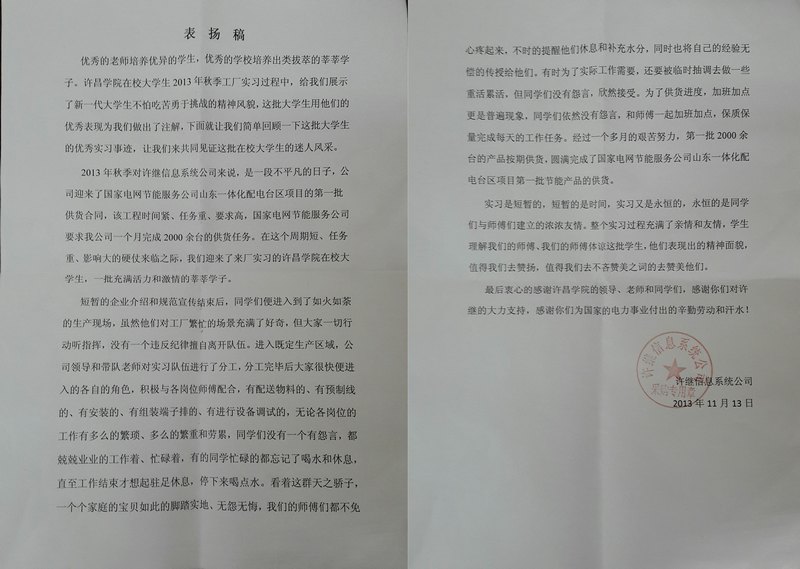 表 扬 稿
优秀的老师培养优异的学生，优秀的学校培养出类拔萃的莘莘学
子。许昌学院在校大学生 2013 年秋季工厂实习过程中，给我们展示
了新一代大学生不怕吃苦勇于挑战的精神风貌，这批大学生用他们的
优秀表现为我们做出了注解，下面就让我们简单回顾一下这批大学生
的优秀实习事迹，让我们来共同见证这批在校大学生的迷人风采。
2013 年秋季对许继信息系统公司来说，是一段不平凡的日子，公
司迎来了国家电网节能服务公司山东一体化配电台区项目的第一批
供货合同，该工程时间紧、任务重、要求高，国家电网节能服务公司
要求我公司一个月完成 2000 余台的供货任务。在这个周期短、任务
重、影响大的硬仗来临之际，我们迎来了来厂实习的许昌学院在校大
学生，一批充满活力和激情的莘莘学子。
短暂的企业介绍和规范宣传结束后，同学们便进入到了如火如荼
的生产现场，虽然他们对工厂繁忙的场景充满了好奇，但大家一切行
动听指挥，没有一个违反纪律擅自离开队伍。进入既定生产区域，公
司领导和带队老师对实习队伍进行了分工，分工完毕后大家很快便进
入的各自的角色，积极与各岗位师傅配合，有配送物料的、有预制线
的、有安装的、有组装端子排的、有进行设备调试的，无论各岗位的
工作有多么的繁琐、多么的繁重和劳累，同学们没有一个有怨言，都
兢兢业业的工作着、忙碌着，有的同学忙碌的都忘记了喝水和休息，
直至工作结束才想起驻足休息，停下来喝点水。看着这群天之骄子，
一个个家庭的宝贝如此的脚踏实地、无怨无悔，我们的师傅们都不免
心疼起来，不时的提醒他们休息和补充水分，同时也将自己的经验无
偿的传授给他们。有时为了实际工作需要，还要被临时抽调去做一些
重活累活，但同学们没有怨言，欣然接受。为了供货进度，加班加点
更是普遍现象，同学们依然没有怨言，和师傅一起加班加点，保质保
量完成每天的工作任务。经过一个多月的艰苦努力，第一批 2000 余
台的产品按期供货，圆满完成了国家电网节能服务公司山东一体化配
电台区项目第一批节能产品的供货。
实习是短暂的，短暂的是时间，实习又是永恒的，永恒的是同学
们与师傅们建立的浓浓友情。整个实习过程充满了亲情和友情，学生
理解我们的师傅、我们的师傅体谅这批学生，他们表现出的精神面貌，
值得我们去赞扬，值得我们去不吝赞美之词的去赞美他们。
最后衷心的感谢许昌学院的领导、老师和同学们，感谢你们对许
继的大力支持，感谢你们为国家的电力事业付出的辛勤劳动和汗水！
许继信息系统公司
采购专用章
许继信息系统公司
2013 年 11 月 13 日